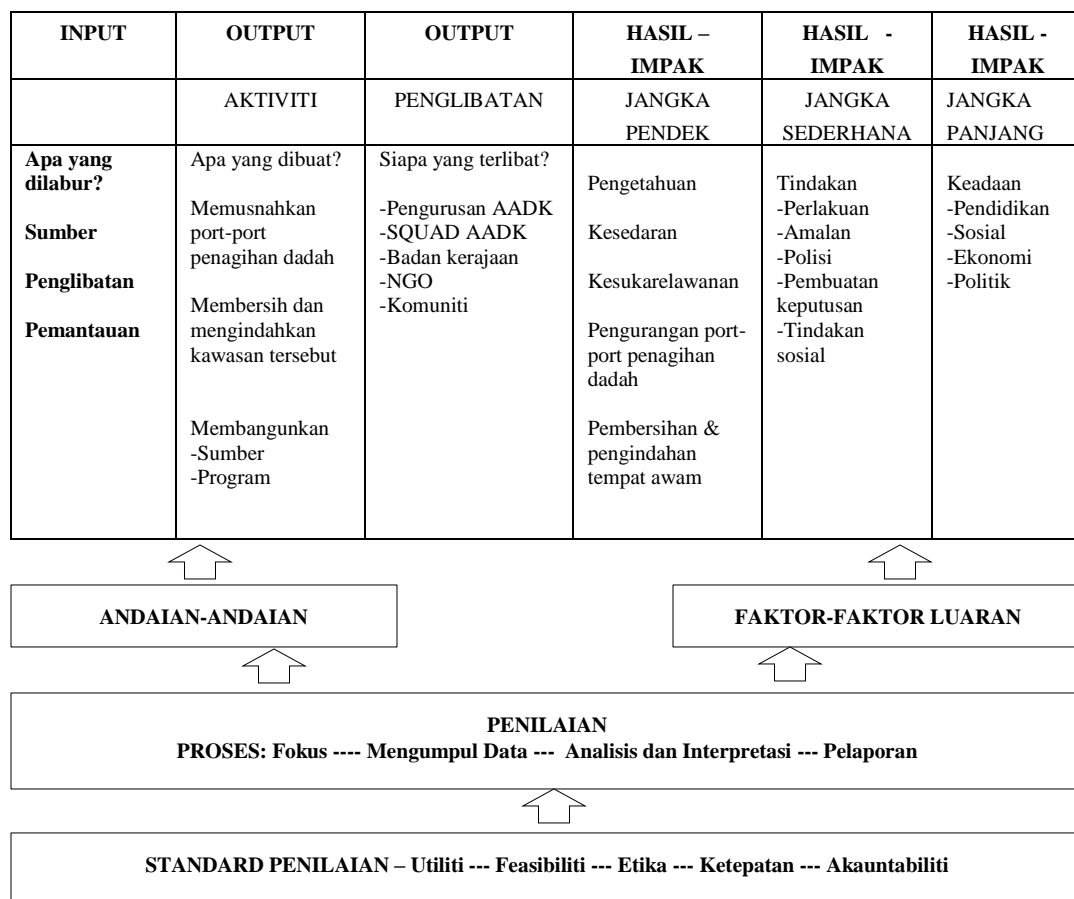 INPUT
OUTPUT
OUTPUT
HASIL –
IMPAK
HASIL -
IMPAK
HASIL -
IMPAK
AKTIVITI
PENGLIBATAN
JANGKA
PENDEK
JANGKA
SEDERHANA
JANGKA
PANJANG
Apa yang
dilabur?
Sumber
Penglibatan
Pemantauan
Apa yang dibuat?
Memusnahkan
port-port
penagihan dadah
Membersih dan
mengindahkan
kawasan tersebut
Membangunkan
-Sumber
-Program
Siapa yang terlibat?
-Pengurusan AADK
-SQUAD AADK
-Badan kerajaan
-NGO
-Komuniti
Pengetahuan
Kesedaran
Kesukarelawanan
Pengurangan port-
port penagihan
dadah
Pembersihan &
pengindahan
tempat awam
Tindakan
-Perlakuan
-Amalan
-Polisi
-Pembuatan
keputusan
-Tindakan
sosial
Keadaan
-Pendidikan
-Sosial
-Ekonomi
-Politik
ANDAIAN-ANDAIAN
FAKTOR-FAKTOR LUARAN
PENILAIAN
PROSES: Fokus ---- Mengumpul Data --- Analisis dan Interpretasi --- Pelaporan
STANDARD PENILAIAN – Utiliti --- Feasibiliti --- Etika --- Ketepatan --- Akauntabiliti